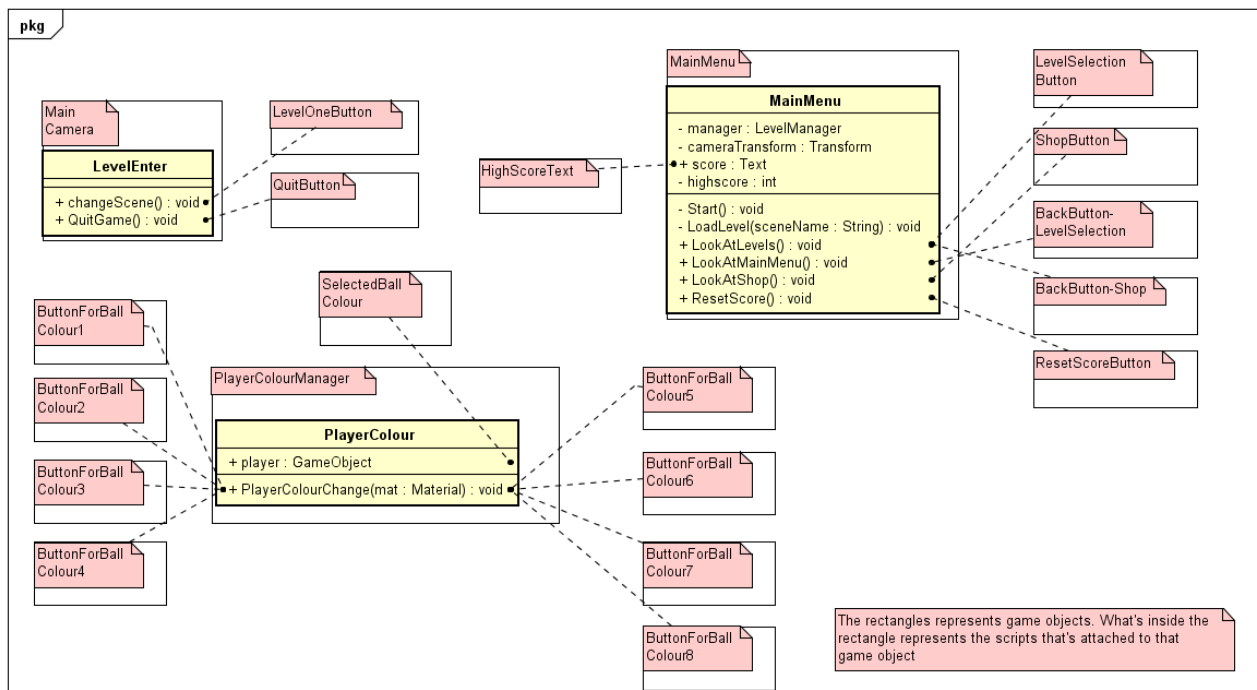 pkg
Main
Camera
LevelEnter
+ changeScene() : void
+ QuitGame() : void
LevelOneButton
QuitButton
HighScoreText
MainMenu
MainMenu
- manager : LevelManager
- cameraTransform : Transform
+ score : Text
- highscore : int
- Start() : void
- LoadLevel(sceneName : String) : void
+ LookAtLevels() : void
+ LookAtMainMenu() : void
+ LookAtShop() : void
+ ResetScore() : void
LevelSelection
Button
ShopButton
BackButton-
LevelSelection
BackButton-Shop
ResetScoreButton
SelectedBall
Colour
ButtonForBall
Colour1
ButtonForBall
Colour2
ButtonForBall
Colour3
ButtonForBall
Colour4
PlayerColourManager
PlayerColour
+ player : GameObject
+ PlayerColourChange(mat : Material) : void
ButtonForBall
Colour5
ButtonForBall
Colour6
ButtonForBall
Colour7
ButtonForBall
Colour8
The rectangles represents game objects. What's inside the
rectangle represents the scripts that's attached to that
game object